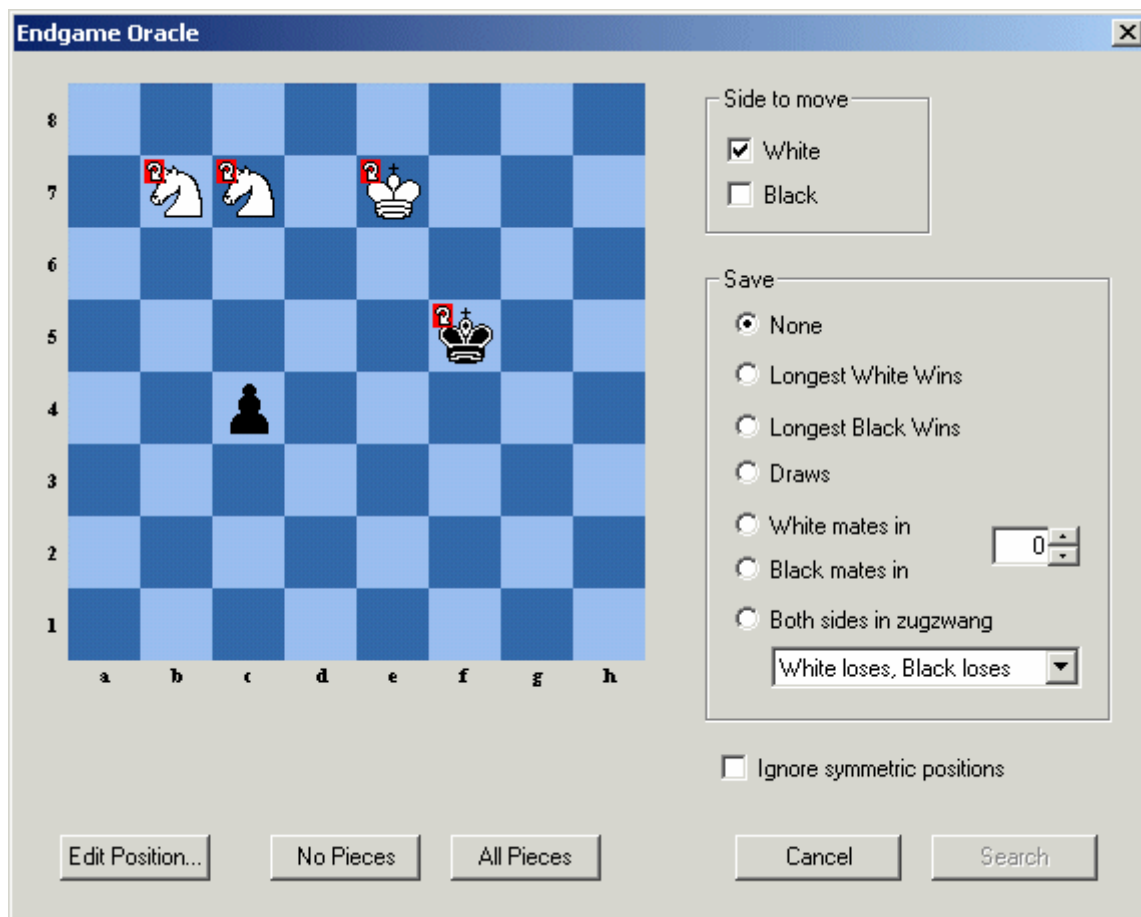 Endgame Oracle
8
7
6
5
4
3
2
1
a b c d e f g h
Side to move
White
Black
Save
None
Longest White Wins
Longest Black Wins
Draws
White mates in
0
Black mates in
Both sides in zugzwang
White loses, Black loses
Ignore symmetric positions
Edit Position... No Pieces All Pieces Cancel Search